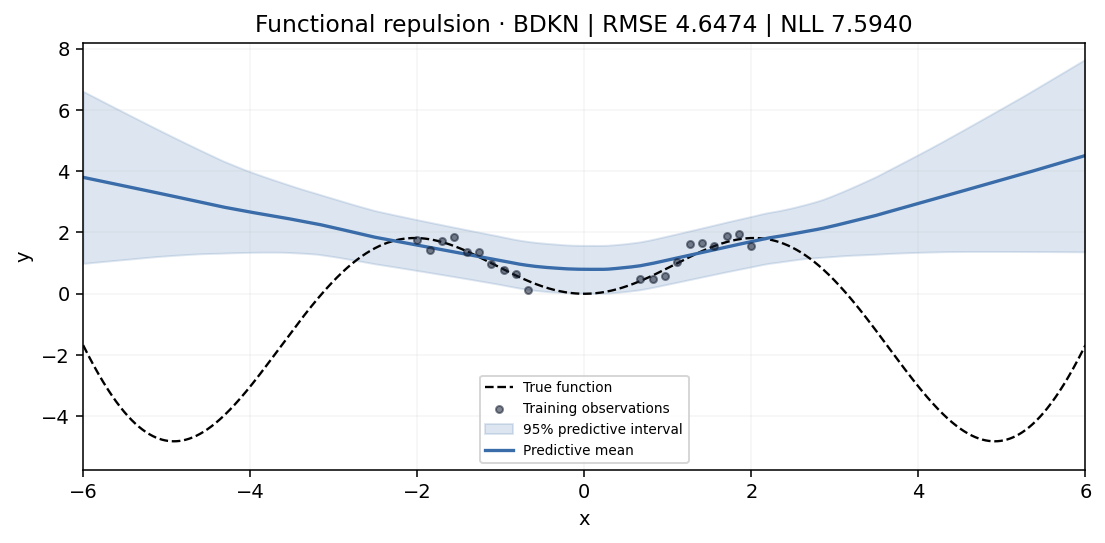 Functional repulsion · BDKN | RMSE 4.6474 | NLL 7.5940
8
6
4
2
0
−2
−4
y
True function
Training observations
95% predictive interval
Predictive mean
−6
−4
−2
0
2
4
6
x